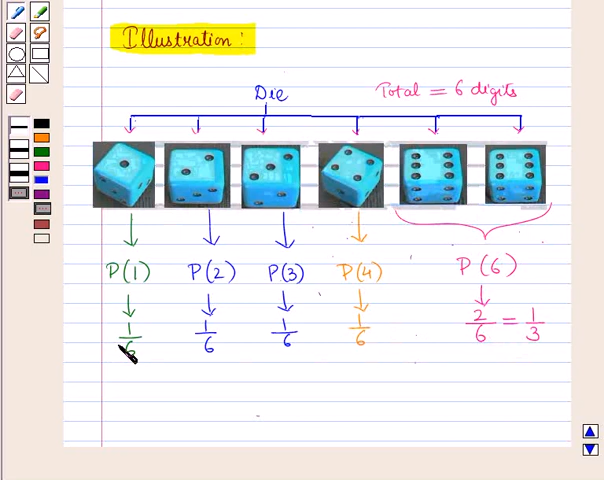 Illustration:
Die
Total = 6 digits
P(1) P(2) P(3) P(4) P(6)
1/6 1/6 1/6 1/6 2/6 = 1/3